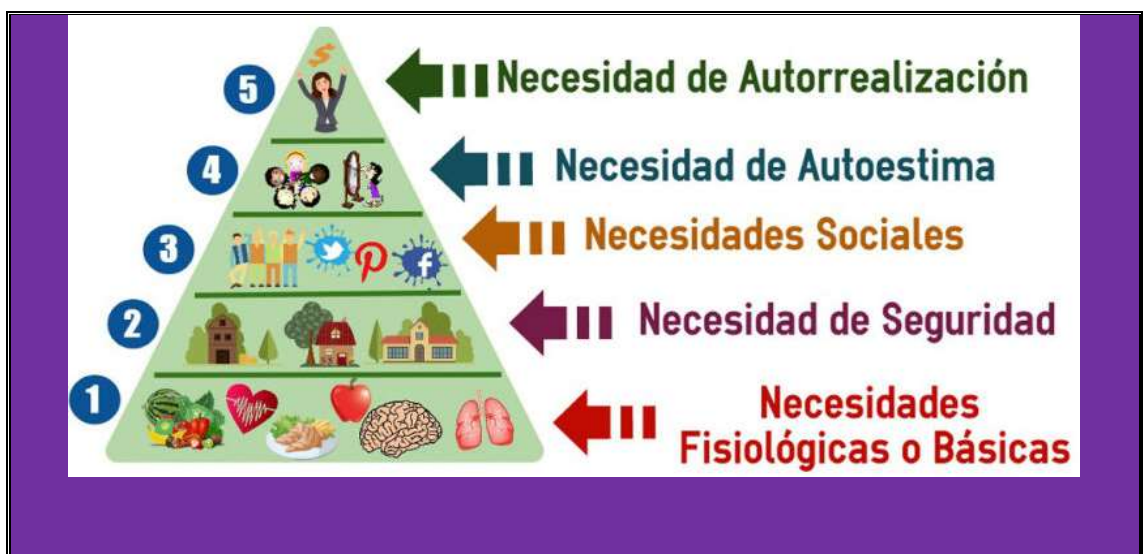 5
Necesidad de Autorrealización
4
Necesidad de Autoestima
3
Necesidades Sociales
2
Necesidad de Seguridad
1
Necesidades
Fisiológicas o Básicas